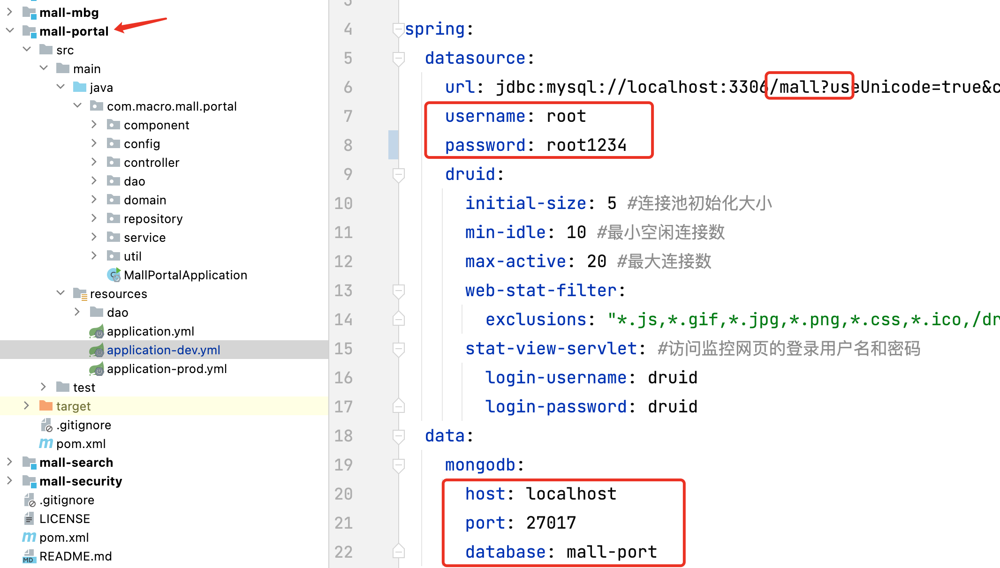 mall-mbg
mall-portal
src
main
java
com.macro.mall.portal
component
config
controller
dao
domain
repository
service
util
MallPortalApplication
resources
dao
application.yml
application-dev.yml
application-prod.yml
test
target
.gitignore
pom.xml
mall-search
mall-security
.gitignore
LICENSE
pom.xml
README.md
4 spring:
5 datasource:
6 url: jdbc:mysql://localhost:3306/mall?useUnicode=true&c
7 username: root
8 password: root1234
9 druid:
10 initial-size: 5 #连接池初始化大小
11 min-idle: 10 #最小空闲连接数
12 max-active: 20 #最大连接数
13 web-stat-filter:
14 exclusions: "*.js,*.gif,*.jpg,*.png,*.css,*.ico,/dr
15 stat-view-servlet: #访问监控网页的登录用户名和密码
16 login-username: druid
17 login-password: druid
18 data:
19 mongodb:
20 host: localhost
21 port: 27017
22 database: mall-port